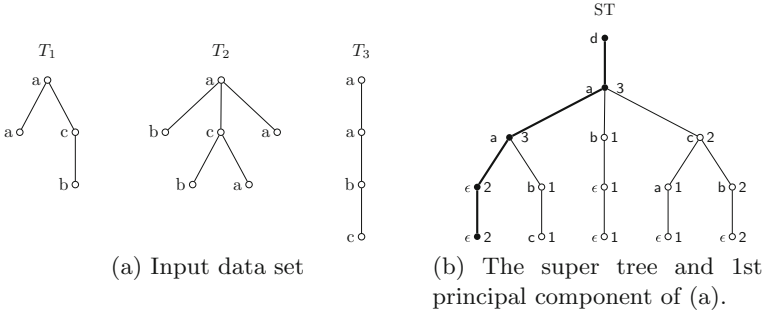 ST
T1 T2 T3
d
a a a
a 3
a c b c a a
a 3 b 1 c 2
b b a b
ϵ 2 b 1 ϵ 1 a 1 b 2
c
ϵ 2 c 1 ϵ 1 ϵ 1 ϵ 2
(a) Input data set
(b) The super tree and 1st
principal component of (a).